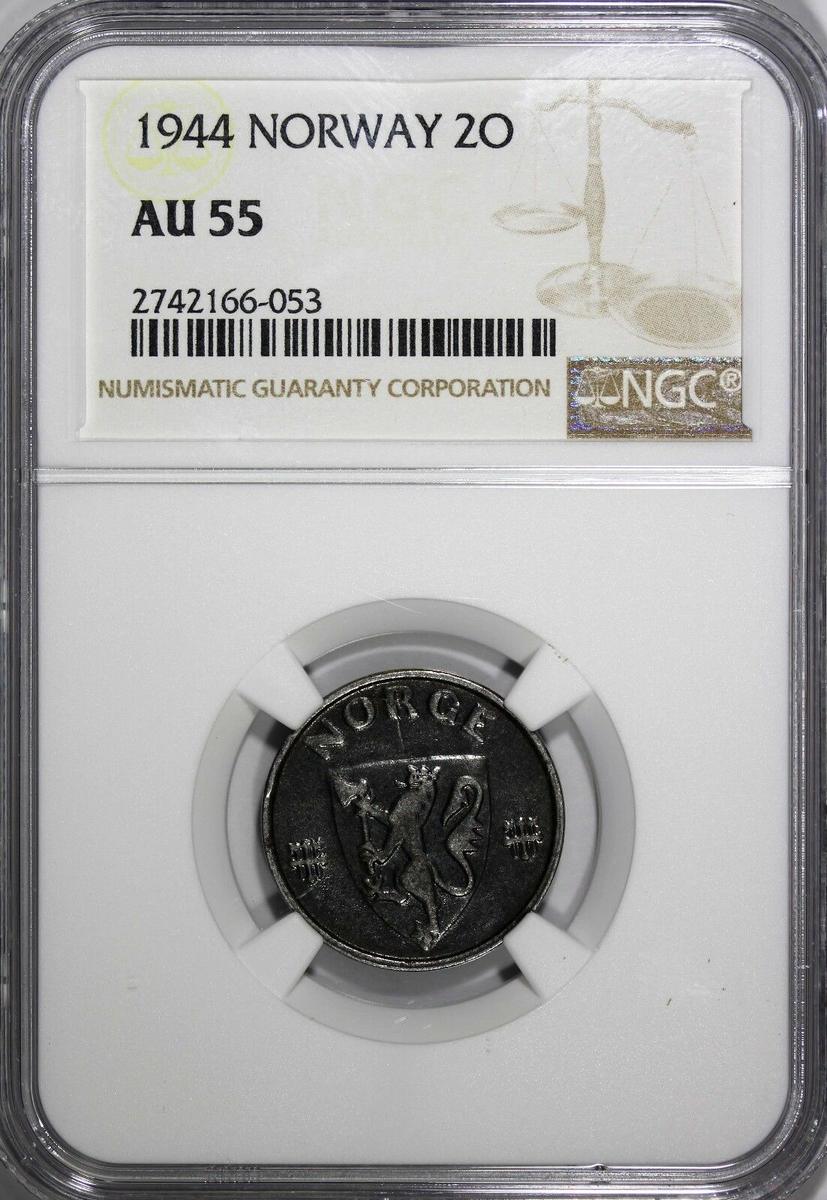 1944 NORWAY 2O
AU 55
2742166-053
NUMISMATIC GUARANTY CORPORATION
NGC®
NORGE